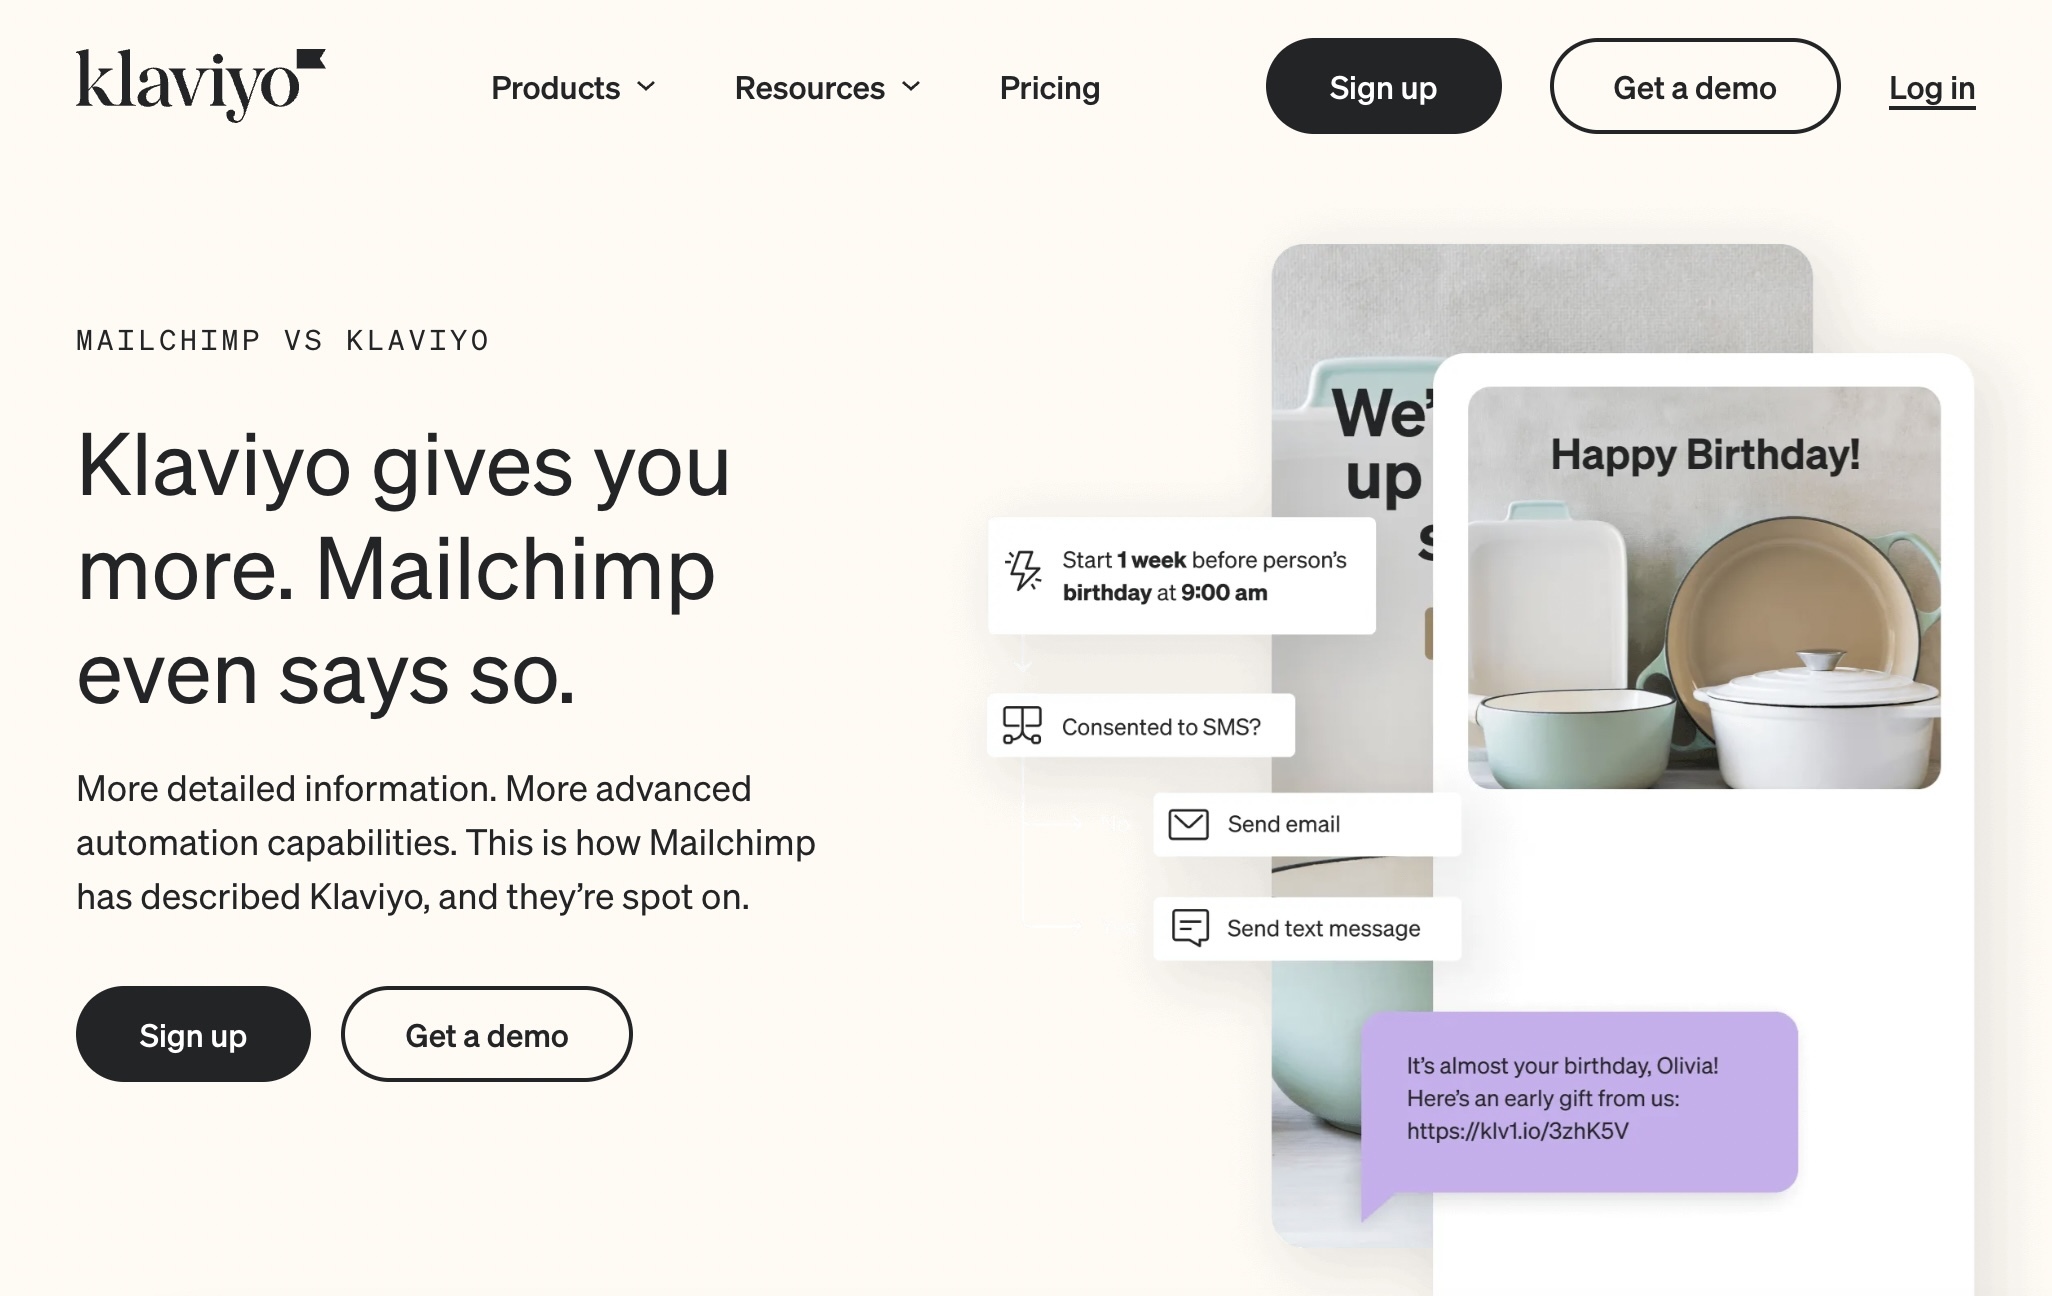 klaviyo
Products
Resources
Pricing
Sign up
Get a demo
Log in
MAILCHIMP VS KLAVIYO
Klaviyo gives you
more. Mailchimp
even says so.
More detailed information. More advanced
automation capabilities. This is how Mailchimp
has described Klaviyo, and they’re spot on.
Sign up
Get a demo
We’
up
s
Happy Birthday!
Start 1 week before person’s
birthday at 9:00 am
Consented to SMS?
No
Send email
Send text message
It’s almost your birthday, Olivia!
Here’s an early gift from us:
https://klv1.io/3zhK5V